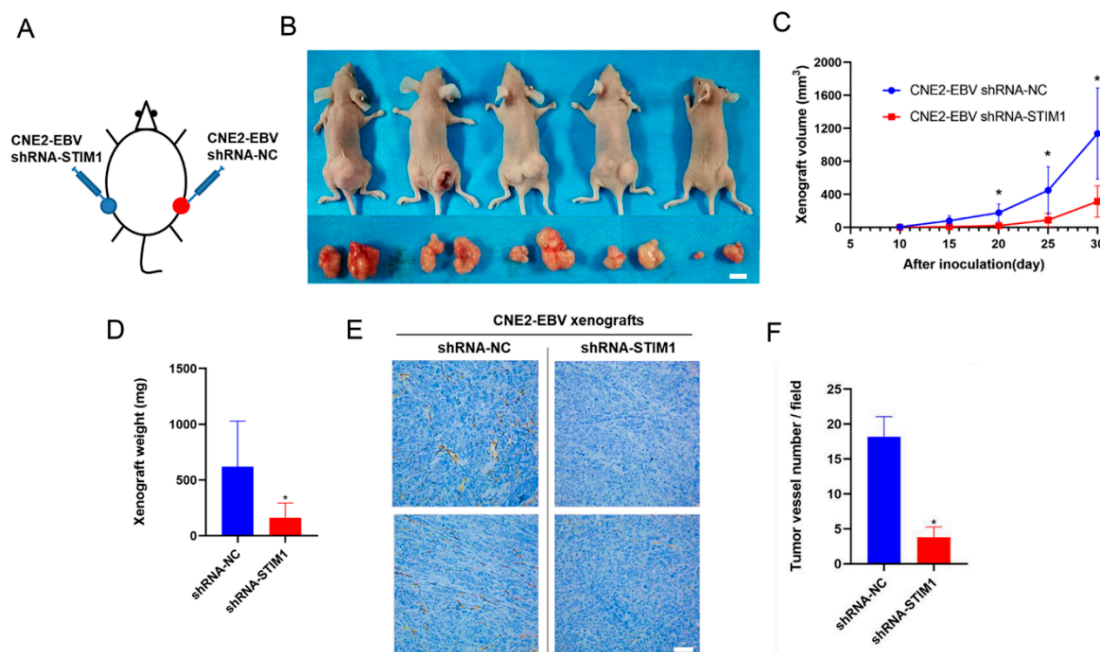 A
CNE2-EBV
shRNA-STIM1
CNE2-EBV
shRNA-NC
B
C
Xenograft volume (mm³)
2000
1600
1200
800
400
0
CNE2-EBV shRNA-NC
CNE2-EBV shRNA-STIM1
*
*
*
5 10 15 20 25 30
After inoculation(day)
D
Xenograft weight (mg)
1500
1000
500
0
*
shRNA-NC
shRNA-STIM1
E
CNE2-EBV xenografts
shRNA-NC shRNA-STIM1
F
Tumor vessel number / field
25
20
15
10
5
0
*
shRNA-NC
shRNA-STIM1